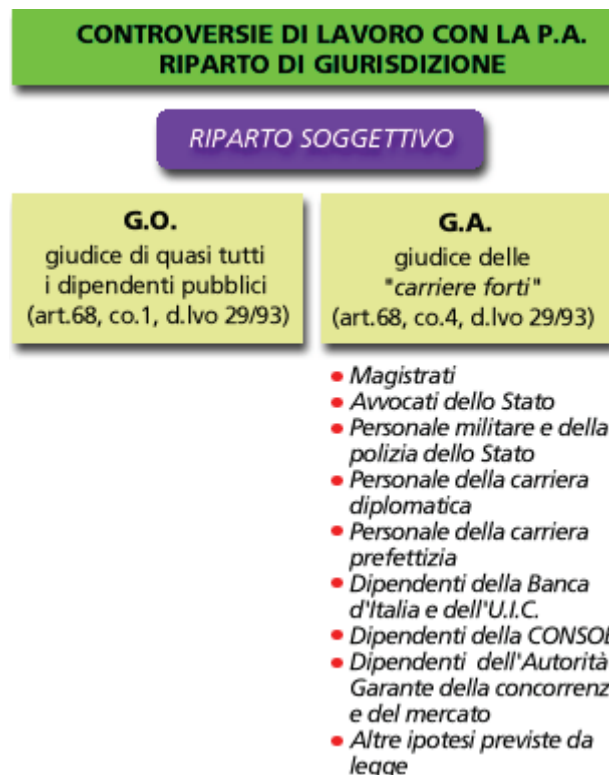 CONTROVERSIE DI LAVORO CON LA P.A.
RIPARTO DI GIURISDIZIONE
RIPARTO SOGGETTIVO
G.O.
giudice di quasi tutti
i dipendenti pubblici
(art.68, co.1, d.lvo 29/93)
G.A.
giudice delle
"carriere forti"
(art.68, co.4, d.lvo 29/93)
• Magistrati
• Avvocati dello Stato
• Personale militare e della
polizia dello Stato
• Personale della carriera
diplomatica
• Personale della carriera
prefettizia
• Dipendenti della Banca
d'Italia e dell'U.I.C.
• Dipendenti della CONSOB
• Dipendenti dell'Autorità
Garante della concorrenz
e del mercato
• Altre ipotesi previste da
legge